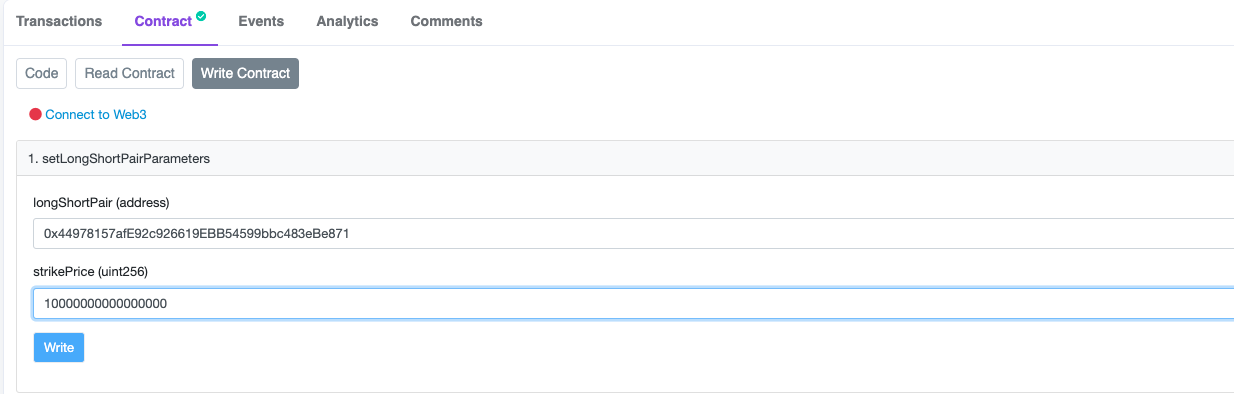 Transactions Contract Events Analytics Comments
Code Read Contract Write Contract
Connect to Web3
1. setLongShortPairParameters
longShortPair (address)
0x44978157afE92c926619EBB54599bbc483eBe871
strikePrice (uint256)
10000000000000000
Write